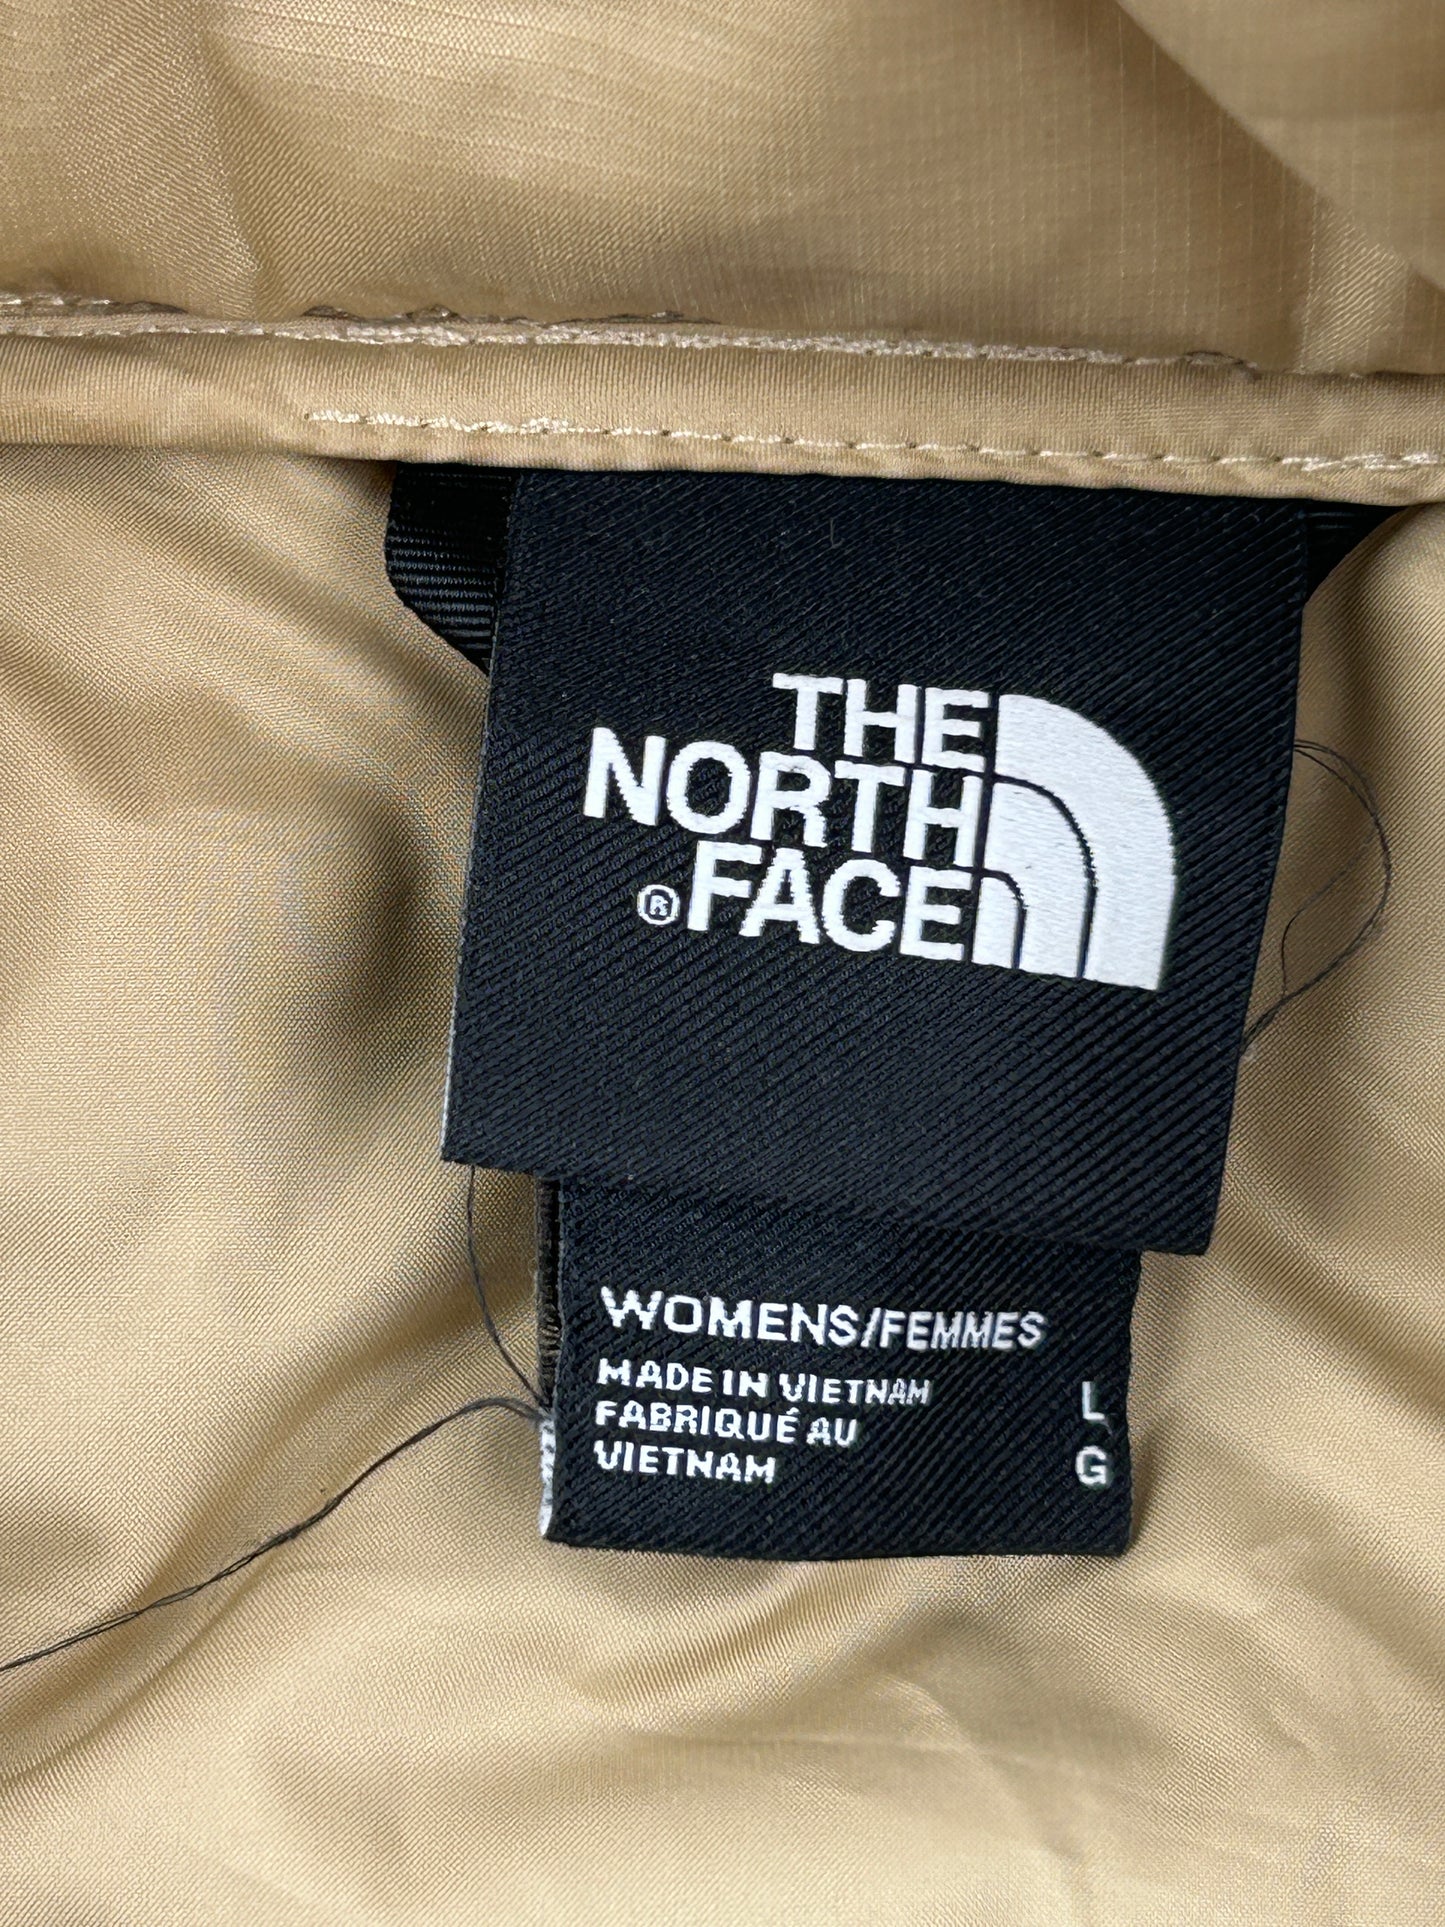 THE
NORTH
®FACE
WOMENS/FEMMES
MADE IN VIETNAM
FABRIQUÉ AU
VIETNAM
L
G